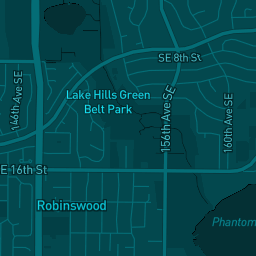 SE 8th St
Lake Hills Green
Belt Park
146th Ave SE
156th Ave SE
160th Ave SE
E 16th St
Robinswood
Phantom